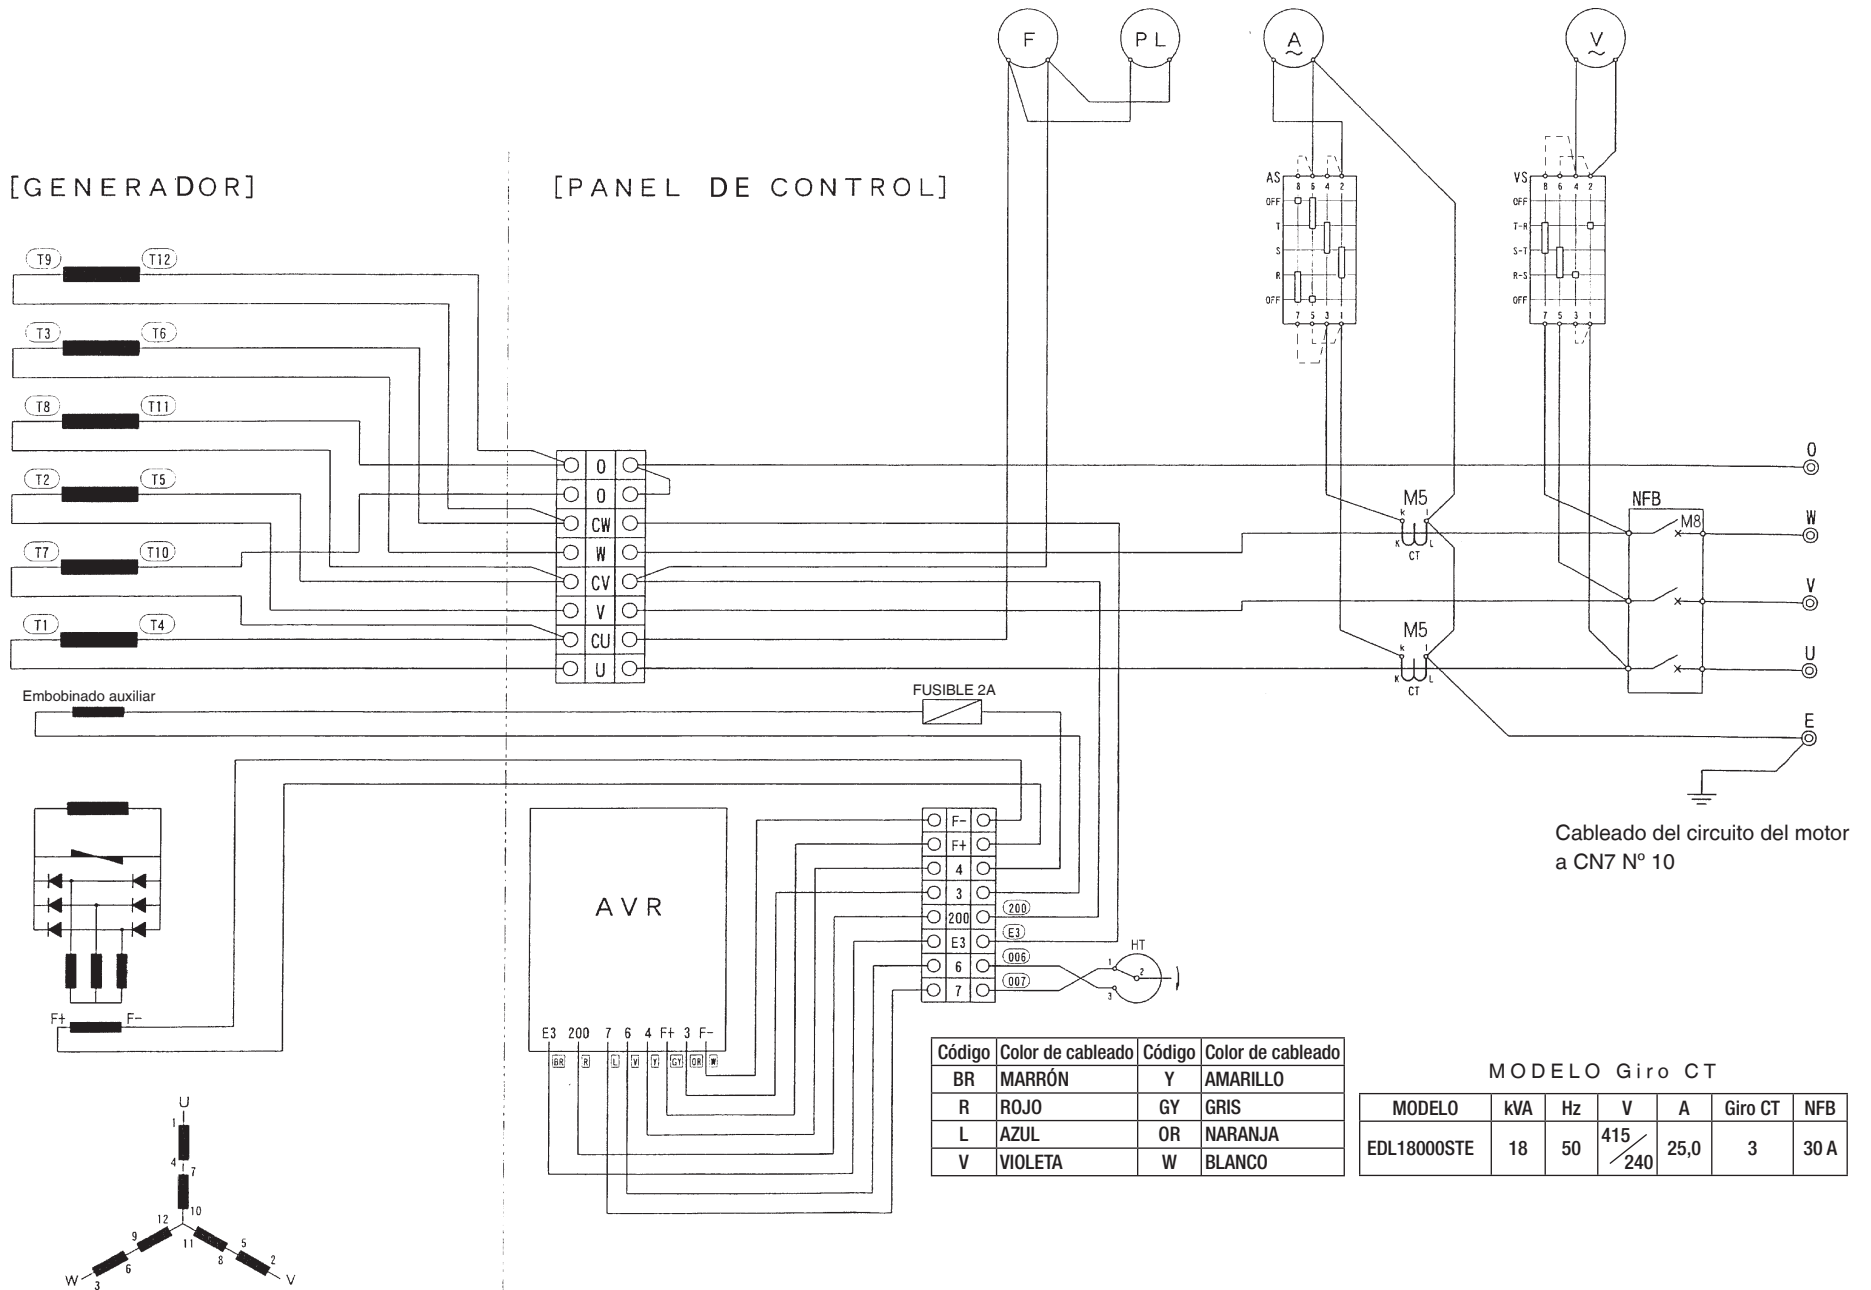 F
PL
A
V
[GENERADOR]
[PANEL DE CONTROL]
AS
8 6 4 2
OFF
T
S
R
OFF
7 5 3 1
VS
8 6 4 2
OFF
T-R
S-T
R-S
OFF
7 5 3 1
T9 T12
T3 T6
T8 T11
T2 T5
T7 T10
T1 T4
O
O
CW
W
CV
V
CU
U
M5
k l
K L
CT
M5
k l
K L
CT
NFB
M8
O
W
V
U
E
Embobinado auxiliar
FUSIBLE 2A
Cableado del circuito del motor
a CN7 Nº 10
AVR
E3 200 7 6 4 F+ 3 F-
BR R L V Y GY OR W
F-
F+
4
3
200 200
E3 E3
6 006
7 007
HT
1
2
3
F+ F-
U
1
4
7
10
12
9
6
3
W
11
8
5
2
V
Código Color de cableado Código Color de cableado
BR MARRÓN Y AMARILLO
R ROJO GY GRIS
L AZUL OR NARANJA
V VIOLETA W BLANCO
MODELO Giro CT
MODELO kVA Hz V A Giro CT NFB
EDL18000STE 18 50 415/240 25,0 3 30 A